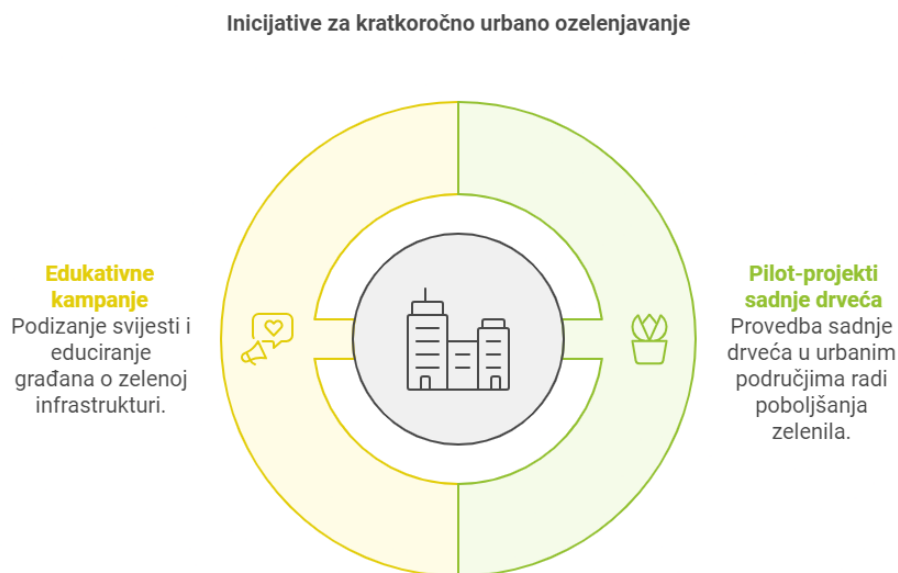 Inicijative za kratkoročno urbano ozelenjavanje
Edukativne
kampanje
Podizanje svijesti i
educiranje
građana o zelenoj
infrastrukturi.
Pilot-projekti
sadnje drveća
Provedba sadnje
drveća u urbanim
područjima radi
poboljšanja
zelenila.